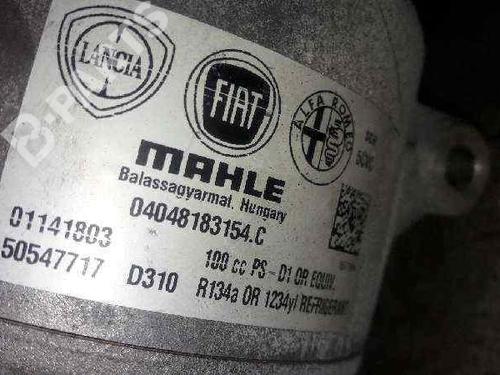 LANCIA
FIAT
ALFA ROMEO
MAHLE
Balassagyarmat, Hungary
04048183154.C
01141803
100 cc PS-D1 OR EQUIV.
50547717
D310
R134a OR 1234yf REFRIGERANT